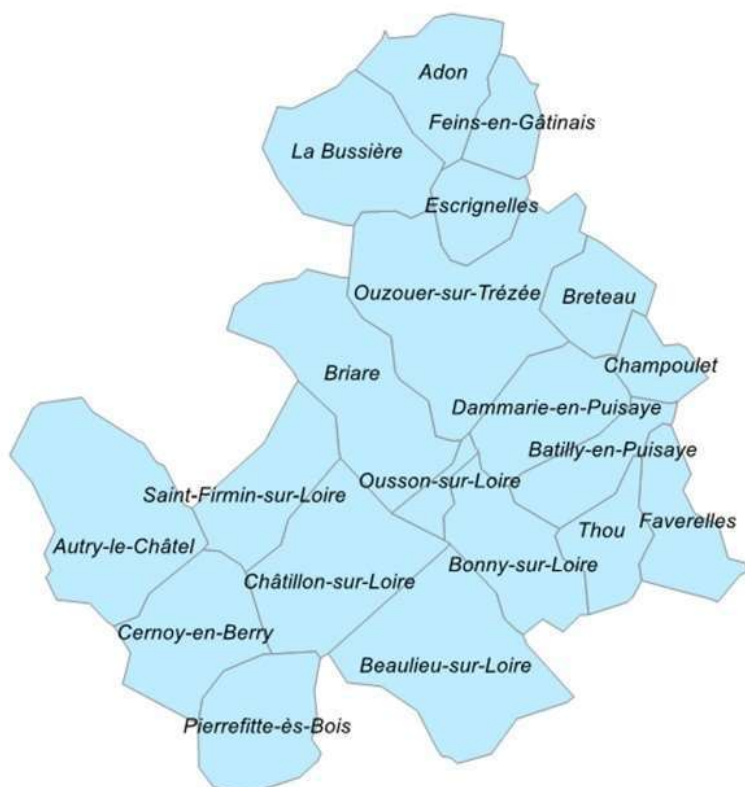 Adon
Feins-en-Gâtinais
La Bussière
Escrignelles
Ouzouer-sur-Trézée
Breteau
Champoulet
Briare
Dammarie-en-Puisaye
Batilly-en-Puisaye
Ousson-sur-Loire
Saint-Firmin-sur-Loire
Faverelles
Thou
Autry-le-Châtel
Bonny-sur-Loire
Châtillon-sur-Loire
Cernoy-en-Berry
Beaulieu-sur-Loire
Pierrefitte-ès-Bois